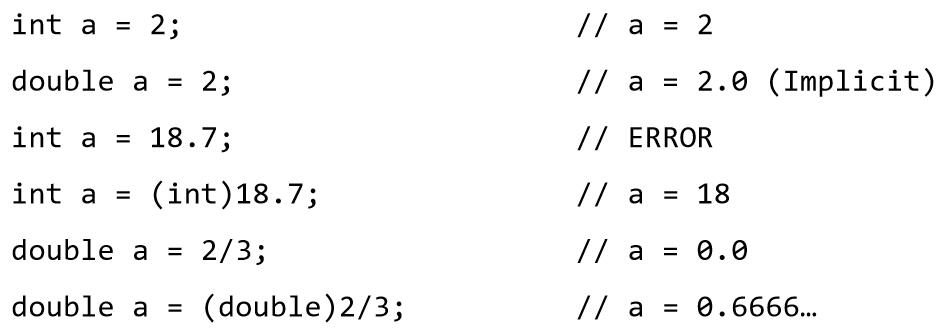 int a = 2; // a = 2
double a = 2; // a = 2.0 (Implicit)
int a = 18.7; // ERROR
int a = (int)18.7; // a = 18
double a = 2/3; // a = 0.0
double a = (double)2/3; // a = 0.6666…